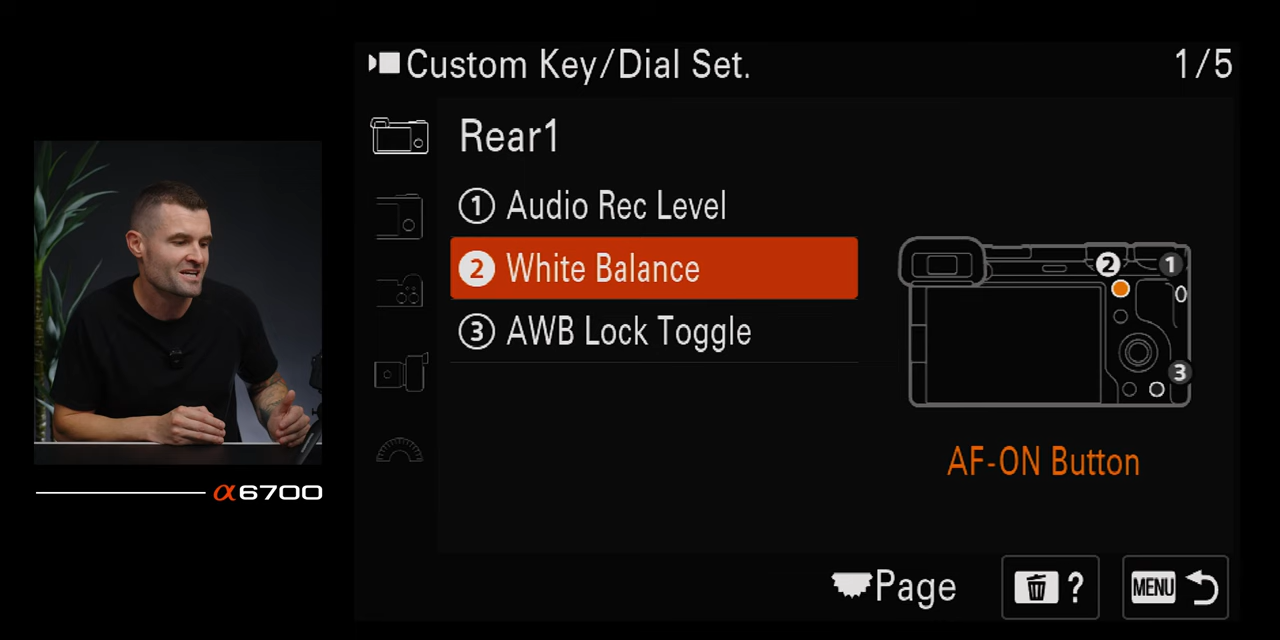 Custom Key/Dial Set. 1/5
Rear1
① Audio Rec Level
② White Balance
③ AWB Lock Toggle
2 1
3
AF-ON Button
α6700
Page ? MENU